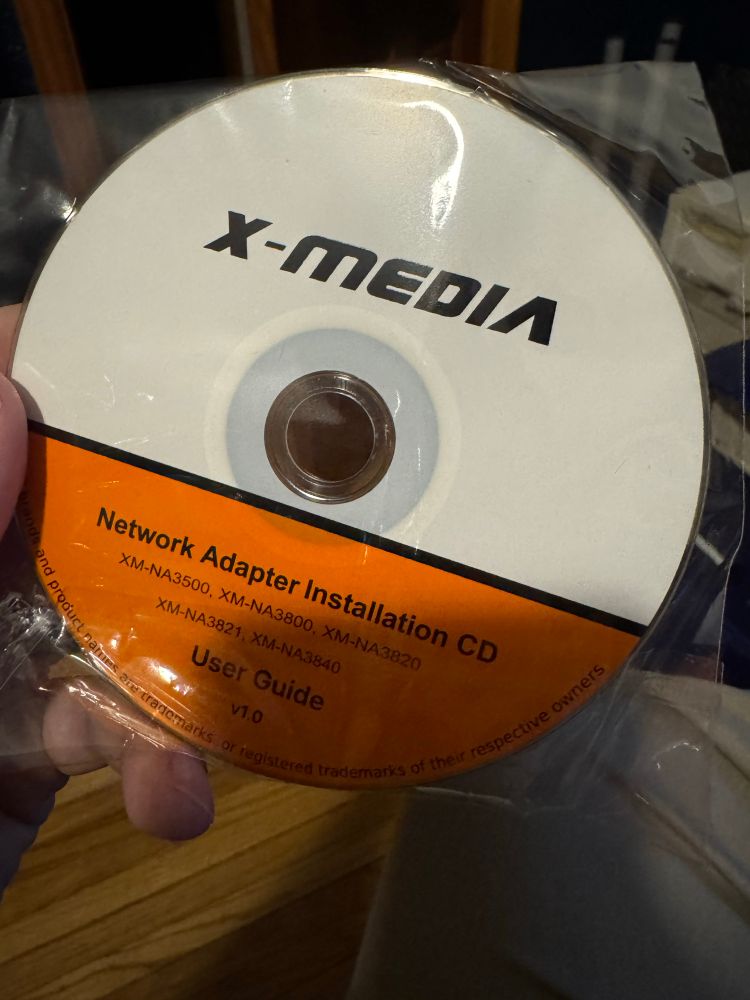 X-MEDIA
Network Adapter Installation CD
XM-NA3500, XM-NA3800, XM-NA3820
XM-NA3821, XM-NA3840
User Guide
v1.0
and product names are trademarks, or registered trademarks of their respective owners